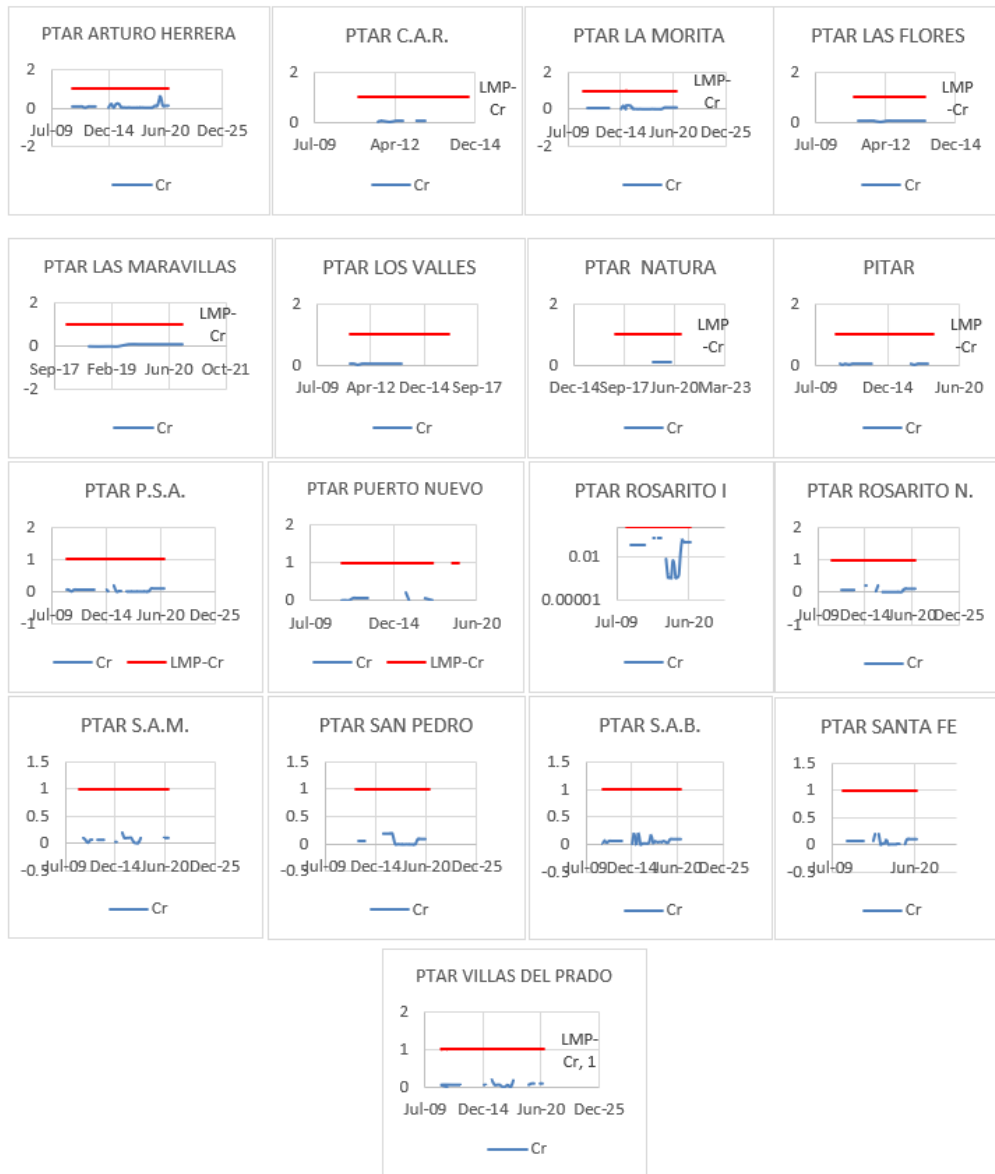 PTAR ARTURO HERRERA
2
0
-2
Jul-09 Dec-14 Jun-20 Dec-25
Cr
PTAR C.A.R.
2
0
Jul-09 Apr-12 Dec-14
LMP-
Cr
Cr
PTAR LA MORITA
2
0
-2
Jul-09 Dec-14 Jun-20 Dec-25
LMP-
Cr
Cr
PTAR LAS FLORES
2
0
Jul-09 Apr-12 Dec-14
LMP
-Cr
Cr
PTAR LAS MARAVILLAS
2
0
-2
Sep-17 Feb-19 Jun-20 Oct-21
LMP-
Cr
Cr
PTAR LOS VALLES
2
0
Jul-09 Apr-12 Dec-14 Sep-17
Cr
PTAR NATURA
2
0
Dec-14 Sep-17 Jun-20 Mar-23
LMP
-Cr
Cr
PITAR
2
0
Jul-09 Dec-14 Jun-20
LMP
-Cr
Cr
PTAR P.S.A.
2
1
0
-1
Jul-09 Dec-14 Jun-20 Dec-25
Cr LMP-Cr
PTAR PUERTO NUEVO
2
1
0
Jul-09 Dec-14 Jun-20
Cr LMP-Cr
PTAR ROSARITO I
0.01
0.00001
Jul-09 Jun-20
Cr
PTAR ROSARITO N.
2
1
0
-1
Jul-09 Dec-14 Jun-20 Dec-25
Cr
PTAR S.A.M.
1.5
1
0.5
0
-0.5
Jul-09 Dec-14 Jun-20 Dec-25
Cr
PTAR SAN PEDRO
1.5
1
0.5
0
-0.5
Jul-09 Dec-14 Jun-20 Dec-25
Cr
PTAR S.A.B.
1.5
1
0.5
0
-0.5
Jul-09 Dec-14 Jun-20 Dec-25
Cr
PTAR SANTA FE
1.5
1
0.5
0
-0.5
Jul-09 Jun-20
Cr
PTAR VILLAS DEL PRADO
2
1
0
Jul-09 Dec-14 Jun-20 Dec-25
LMP-
Cr, 1
Cr